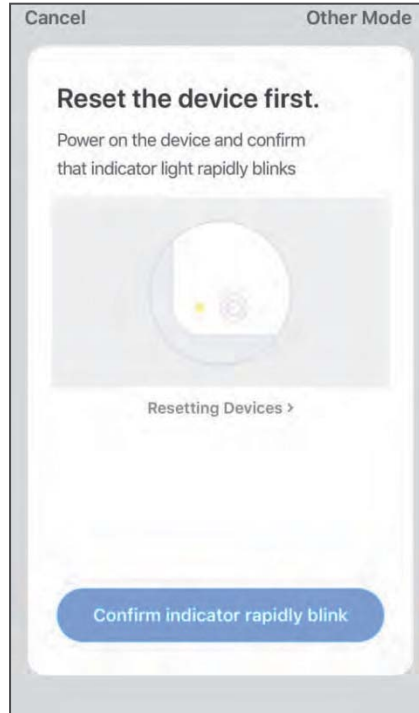 Cancel
Other Mode
Reset the device first.
Power on the device and confirm
that indicator light rapidly blinks
Resetting Devices >
Confirm indicator rapidly blink